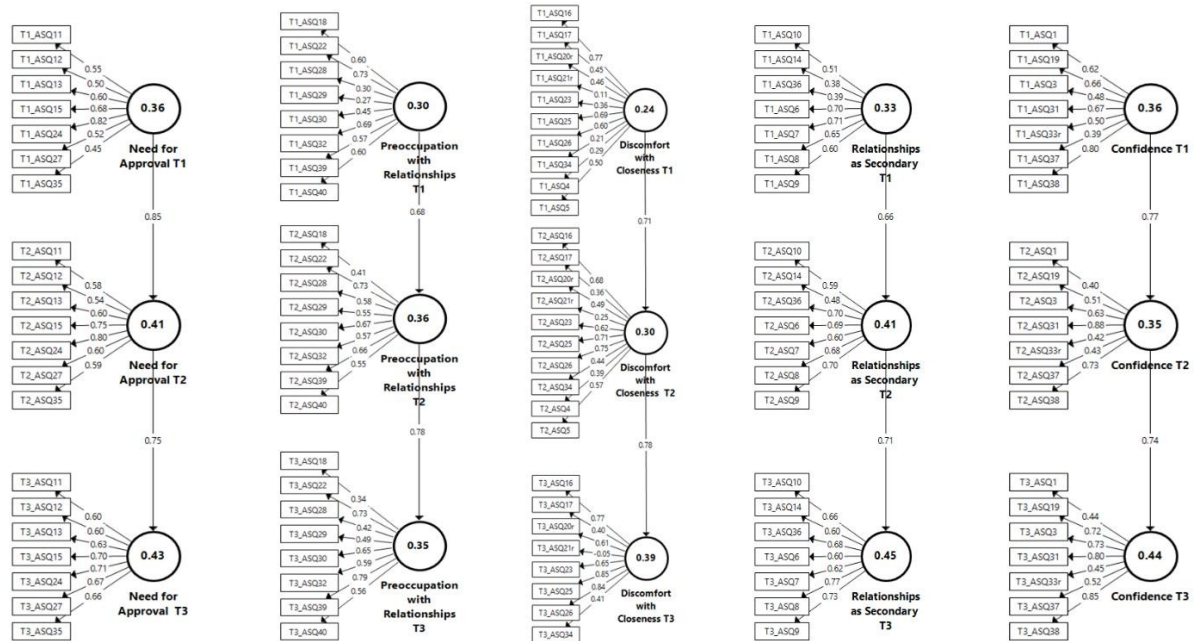 T1_ASQ11
T1_ASQ12
T1_ASQ13
T1_ASQ15
T1_ASQ24
T1_ASQ27
T1_ASQ35
0.55
0.50
0.60
0.68
0.82
0.52
0.45
0.36
Need for
Approval T1
0.85
T2_ASQ11
T2_ASQ12
T2_ASQ13
T2_ASQ15
T2_ASQ24
T2_ASQ27
T2_ASQ35
0.58
0.54
0.60
0.75
0.80
0.60
0.59
0.41
Need for
Approval T2
0.75
T3_ASQ11
T3_ASQ12
T3_ASQ13
T3_ASQ15
T3_ASQ24
T3_ASQ27
T3_ASQ35
0.60
0.60
0.63
0.70
0.71
0.67
0.66
0.43
Need for
Approval T3
T1_ASQ18
T1_ASQ22
T1_ASQ28
T1_ASQ29
T1_ASQ30
T1_ASQ32
T1_ASQ39
T1_ASQ40
0.60
0.73
0.30
0.27
0.45
0.69
0.57
0.60
0.30
Preoccupation
with
Relationships
T1
0.68
T2_ASQ18
T2_ASQ22
T2_ASQ28
T2_ASQ29
T2_ASQ30
T2_ASQ32
T2_ASQ39
T2_ASQ40
0.41
0.73
0.58
0.55
0.67
0.57
0.66
0.55
0.36
Preoccupation
with
Relationships
T2
0.78
T3_ASQ18
T3_ASQ22
T3_ASQ28
T3_ASQ29
T3_ASQ30
T3_ASQ32
T3_ASQ39
T3_ASQ40
0.34
0.73
0.42
0.49
0.65
0.59
0.79
0.56
0.35
Preoccupation
with
Relationships
T3
T1_ASQ16
T1_ASQ17
T1_ASQ20r
T1_ASQ21r
T1_ASQ23
T1_ASQ25
T1_ASQ26
T1_ASQ34
T1_ASQ4
T1_ASQ5
0.77
0.45
0.46
0.11
0.36
0.69
0.60
0.21
0.29
0.50
0.24
Discomfort
with
Closeness T1
0.71
T2_ASQ16
T2_ASQ17
T2_ASQ20r
T2_ASQ21r
T2_ASQ23
T2_ASQ25
T2_ASQ26
T2_ASQ34
T2_ASQ4
T2_ASQ5
0.68
0.36
0.49
0.25
0.62
0.71
0.75
0.44
0.39
0.57
0.30
Discomfort
with
Closeness T2
0.78
T3_ASQ16
T3_ASQ17
T3_ASQ20r
T3_ASQ21r
T3_ASQ23
T3_ASQ25
T3_ASQ26
T3_ASQ34
0.77
0.40
0.61
-0.05
0.65
0.85
0.84
0.41
0.39
Discomfort
with
Closeness T3
T1_ASQ10
T1_ASQ14
T1_ASQ36
T1_ASQ6
T1_ASQ7
T1_ASQ8
T1_ASQ9
0.51
0.38
0.39
0.70
0.71
0.65
0.60
0.33
Relationships
as Secondary
T1
0.66
T2_ASQ10
T2_ASQ14
T2_ASQ36
T2_ASQ6
T2_ASQ7
T2_ASQ8
T2_ASQ9
0.59
0.48
0.70
0.69
0.60
0.68
0.70
0.41
Relationships
as Secondary
T2
0.71
T3_ASQ10
T3_ASQ14
T3_ASQ36
T3_ASQ6
T3_ASQ7
T3_ASQ8
T3_ASQ9
0.66
0.60
0.68
0.60
0.62
0.77
0.73
0.45
Relationships
as Secondary
T3
T1_ASQ1
T1_ASQ19
T1_ASQ3
T1_ASQ31
T1_ASQ33r
T1_ASQ37
T1_ASQ38
0.62
0.66
0.48
0.67
0.50
0.39
0.80
0.36
Confidence T1
0.77
T2_ASQ1
T2_ASQ19
T2_ASQ3
T2_ASQ31
T2_ASQ33r
T2_ASQ37
T2_ASQ38
0.40
0.51
0.63
0.88
0.42
0.43
0.73
0.35
Confidence T2
0.74
T3_ASQ1
T3_ASQ19
T3_ASQ3
T3_ASQ31
T3_ASQ33r
T3_ASQ37
T3_ASQ38
0.44
0.72
0.73
0.80
0.45
0.52
0.85
0.44
Confidence T3